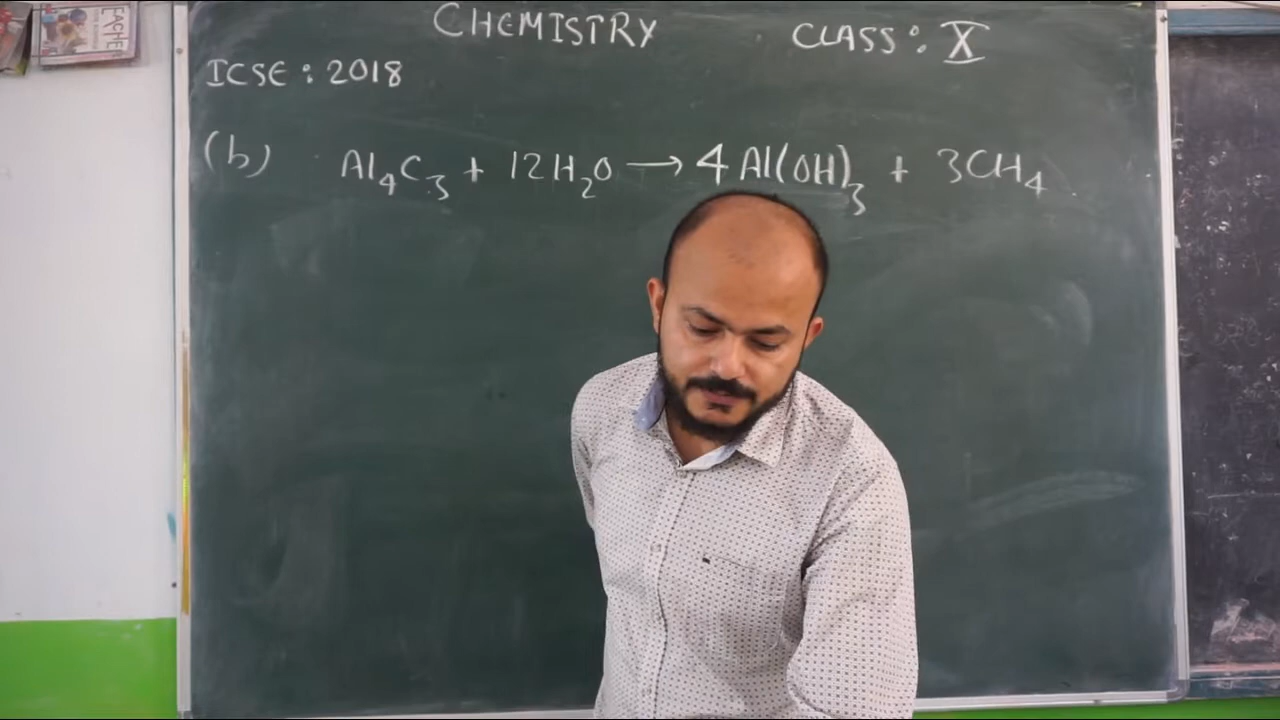 CHEMISTRY CLASS: X
ICSE: 2018
(b) Al₄C₃ + 12H₂O → 4Al(OH)₃ + 3CH₄